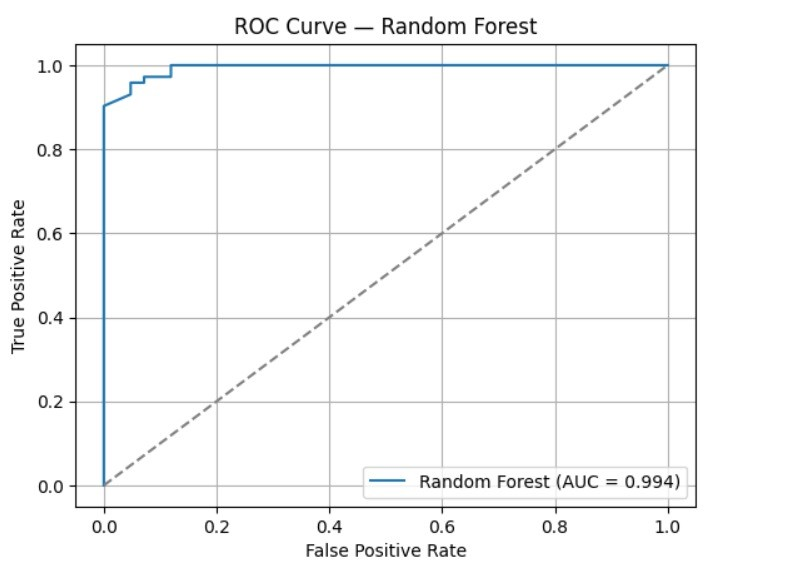 ROC Curve — Random Forest
True Positive Rate
1.0
0.8
0.6
0.4
0.2
0.0
Random Forest (AUC = 0.994)
0.0 0.2 0.4 0.6 0.8 1.0
False Positive Rate